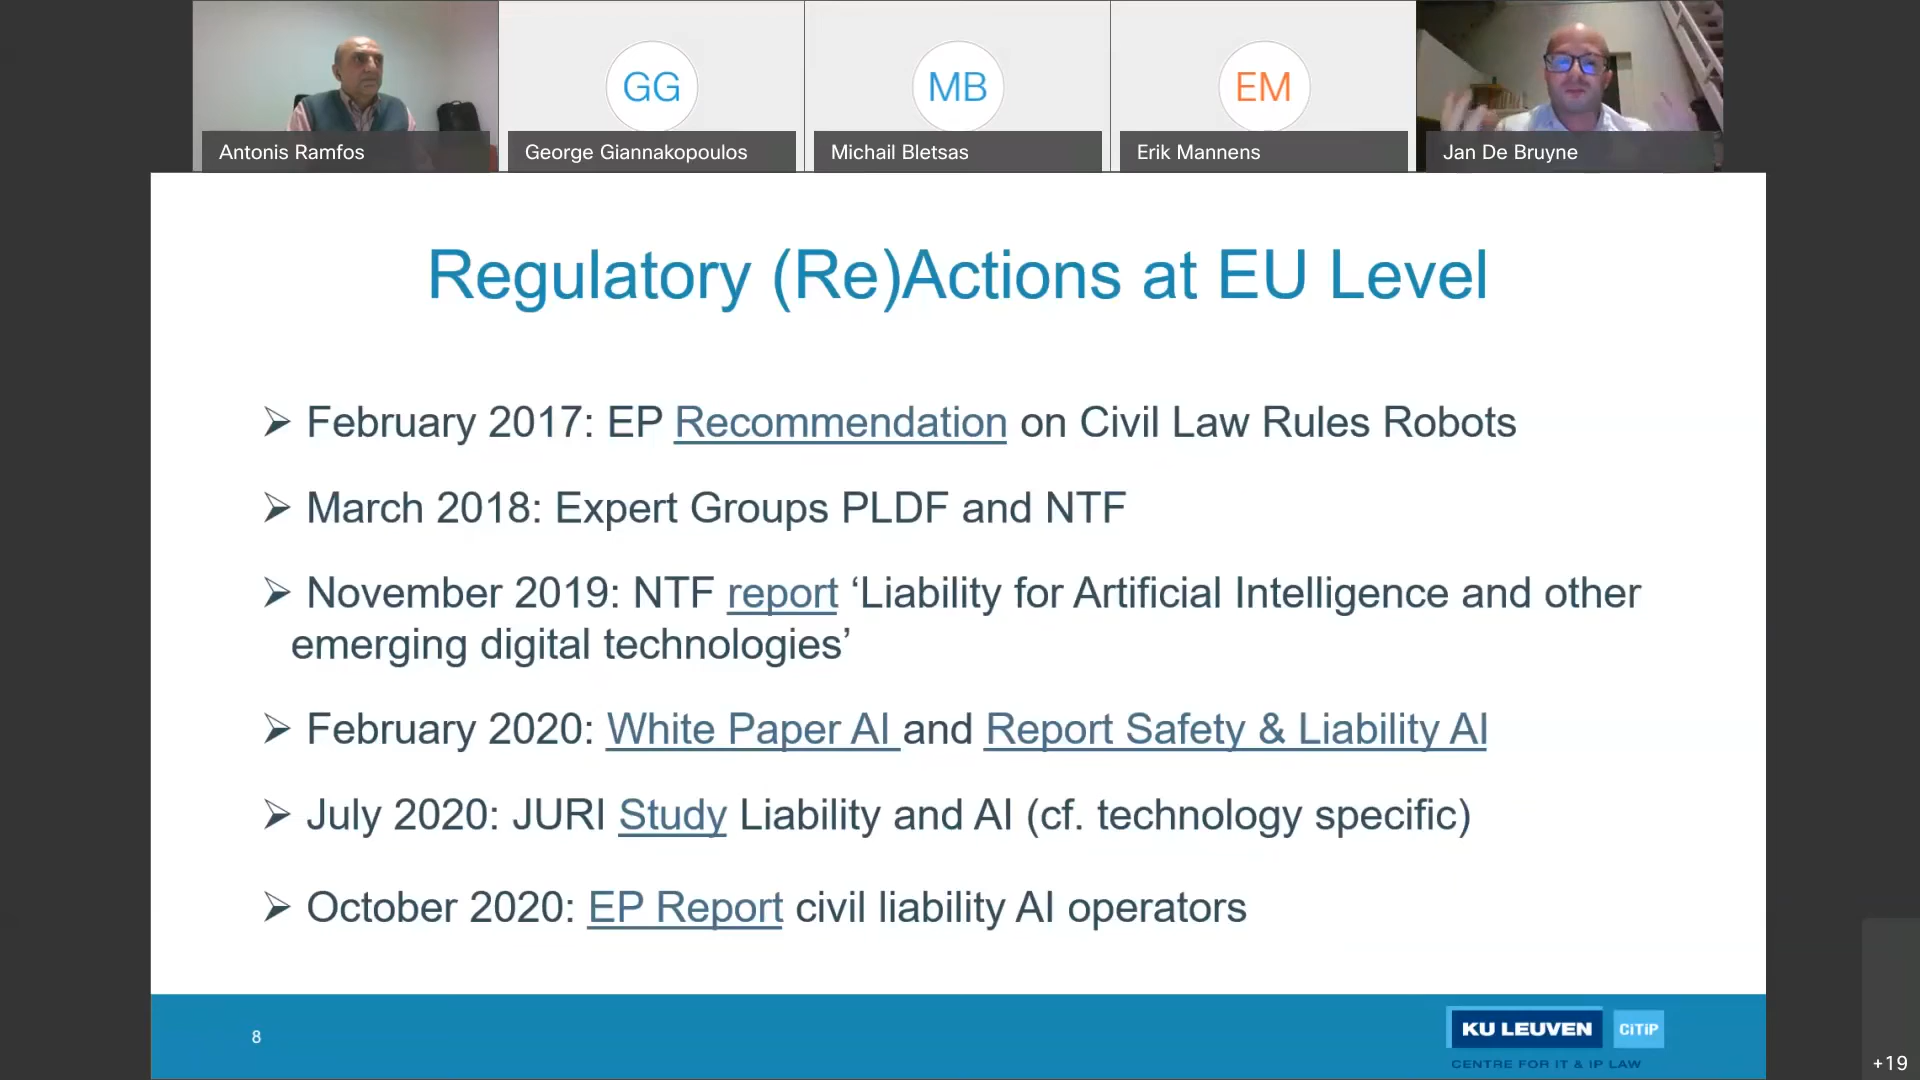 GG
MB
EM
Antonis Ramfos
George Giannakopoulos
Michail Bletsas
Erik Mannens
Jan De Bruyne
Regulatory (Re)Actions at EU Level
➢ February 2017: EP Recommendation on Civil Law Rules Robots
➢ March 2018: Expert Groups PLDF and NTF
➢ November 2019: NTF report ‘Liability for Artificial Intelligence and other
emerging digital technologies’
➢ February 2020: White Paper AI and Report Safety & Liability AI
➢ July 2020: JURI Study Liability and AI (cf. technology specific)
➢ October 2020: EP Report civil liability AI operators
8
KU LEUVEN CiTiP
CENTRE FOR IT & IP LAW
+19